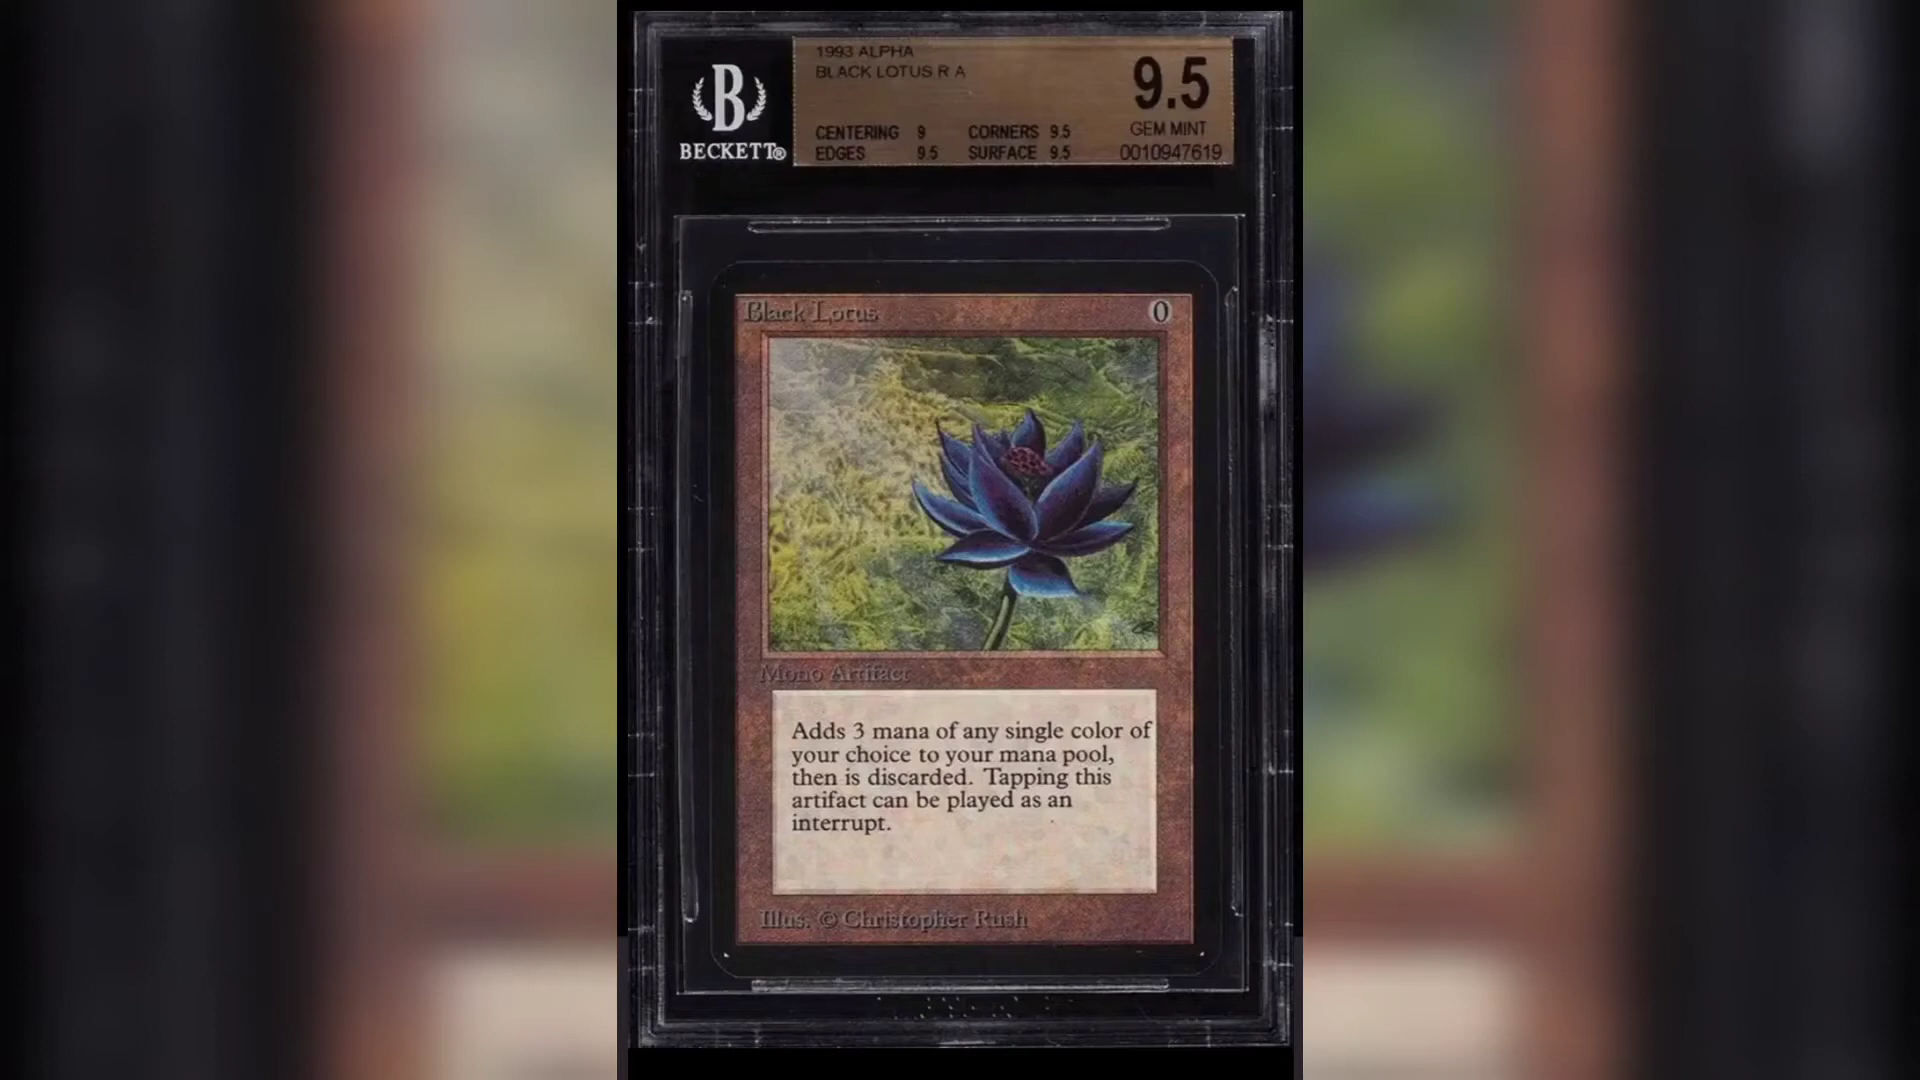 1993 ALPHA
BLACK LOTUS R A
9.5
CENTERING 9 CORNERS 9.5
GEM MINT
EDGES 9.5 SURFACE 9.5
0010947619
B
BECKETT®
Black Lotus 0
Mono Artifact
Adds 3 mana of any single color of
your choice to your mana pool,
then is discarded. Tapping this
artifact can be played as an
interrupt.
Illus. © Christopher Rush